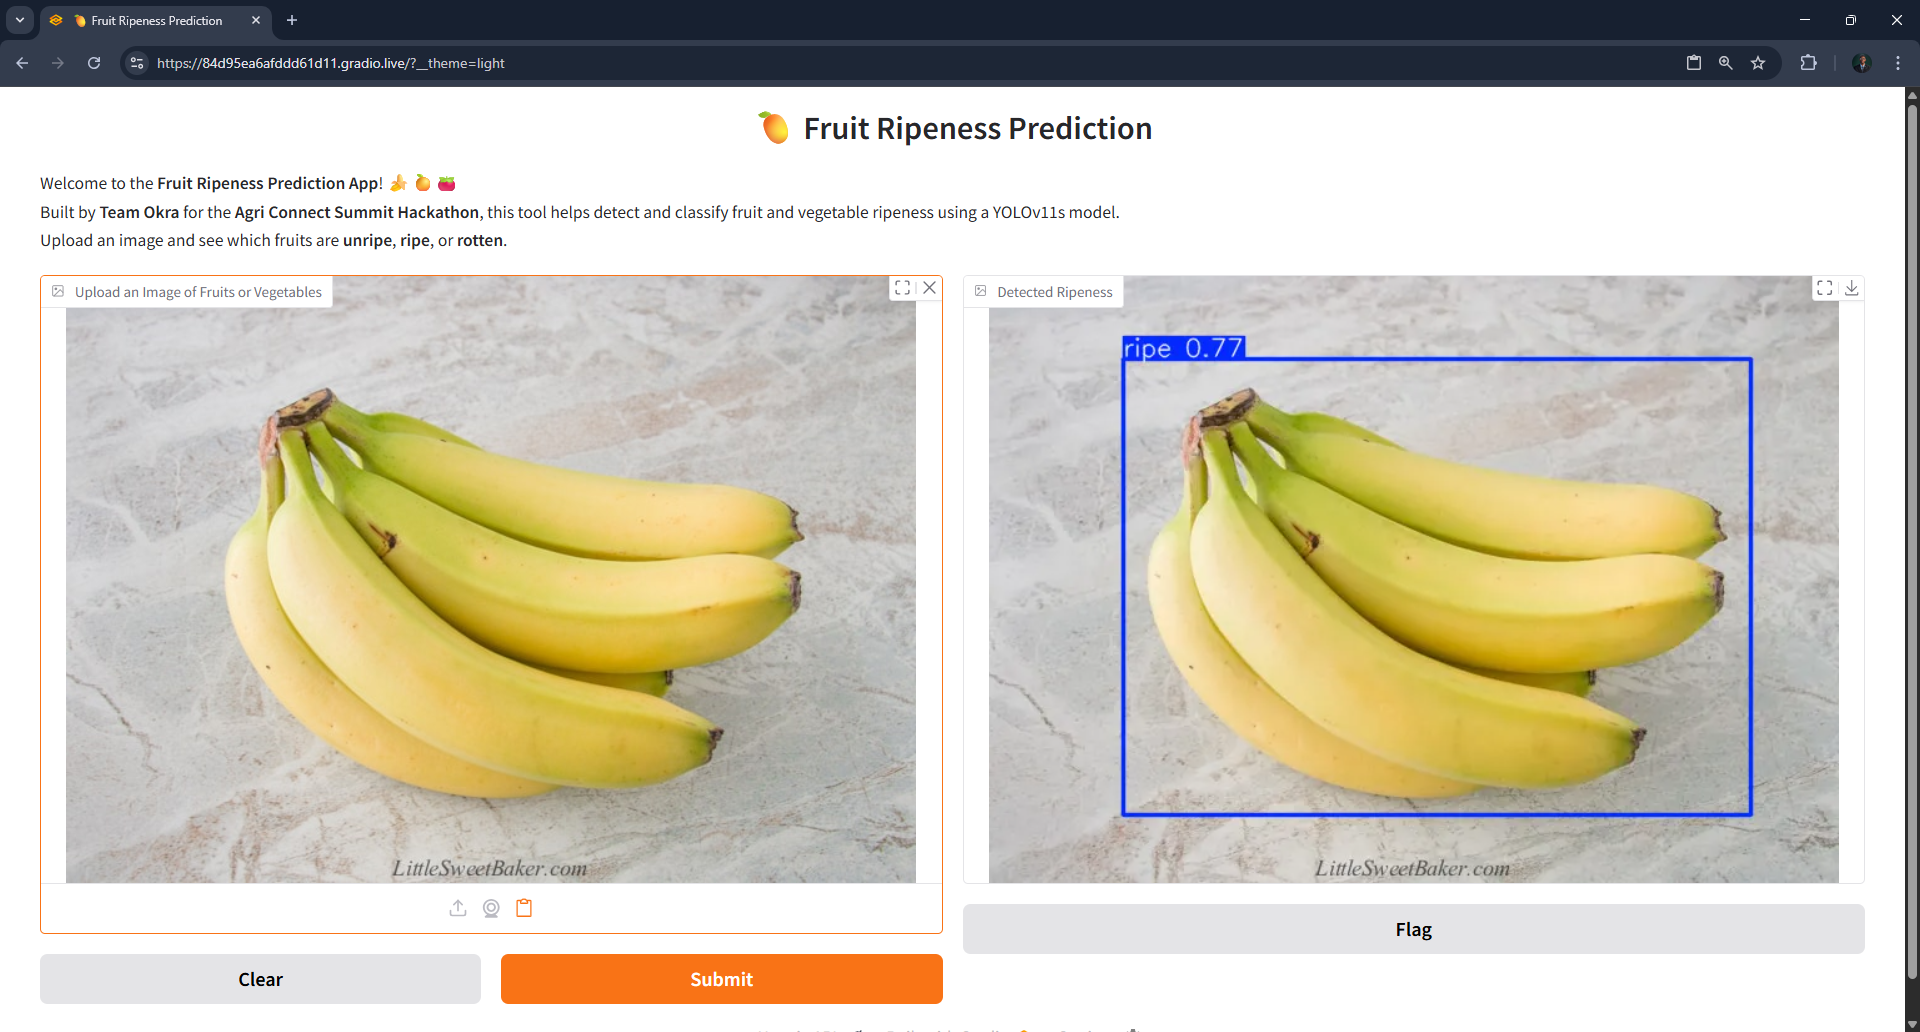 Fruit Ripeness Prediction
https://84d95ea6afddd61d11.gradio.live/?__theme=light
Fruit Ripeness Prediction
Welcome to the Fruit Ripeness Prediction App!
Built by Team Okra for the Agri Connect Summit Hackathon, this tool helps detect and classify fruit and vegetable ripeness using a YOLOv11s model.
Upload an image and see which fruits are unripe, ripe, or rotten.
Upload an Image of Fruits or Vegetables
LittleSweetBaker.com
Clear
Submit
Detected Ripeness
ripe 0.77
LittleSweetBaker.com
Flag